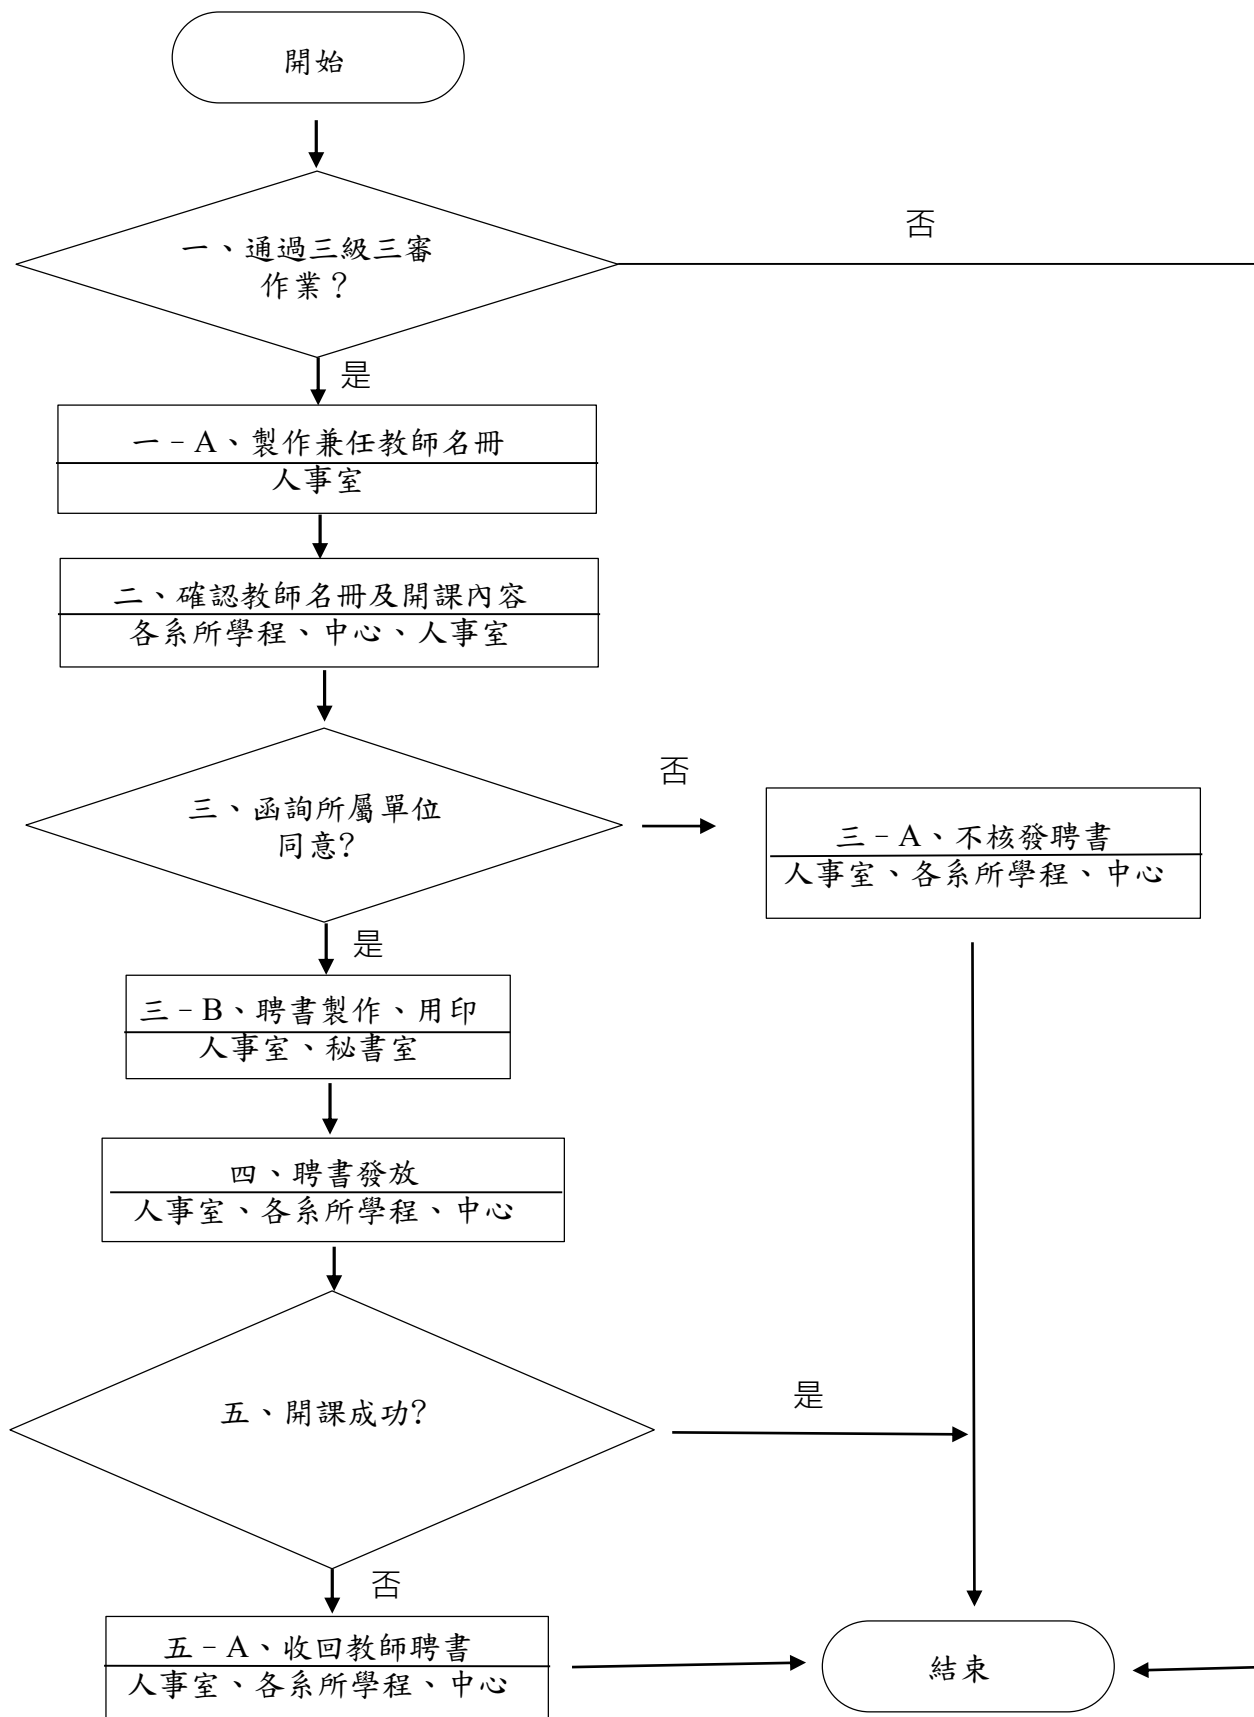 開始
否
一、通過三級三審
作業？
是
一－A、製作兼任教師名冊
人事室
二、確認教師名冊及開課內容
各系所學程、中心、人事室
否
三、函詢所屬單位
同意?
三－A、不核發聘書
人事室、各系所學程、中心
是
三－B、聘書製作、用印
人事室、秘書室
四、聘書發放
人事室、各系所學程、中心
是
五、開課成功?
否
五－A、收回教師聘書
人事室、各系所學程、中心
結束